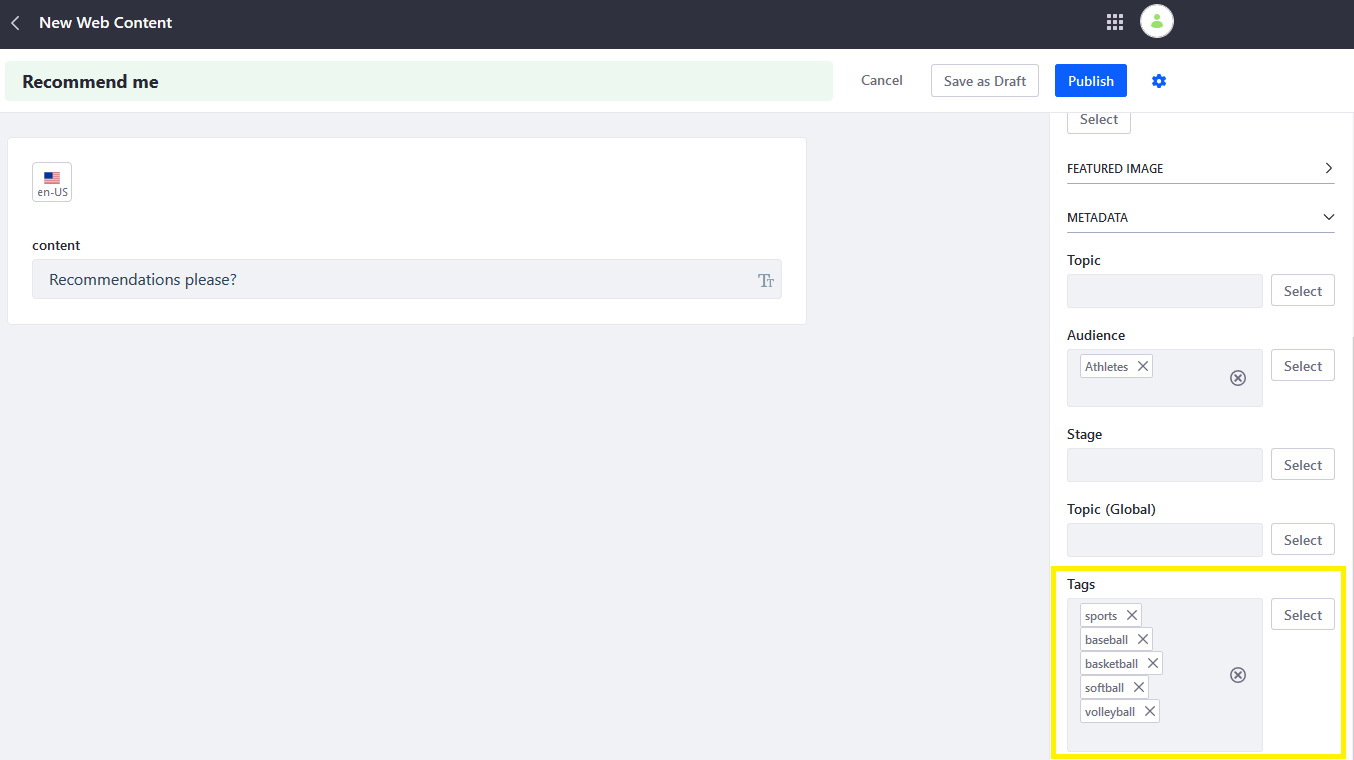 New Web Content
Recommend me
Cancel
Save as Draft
Publish
en-US
content
Recommendations please?
Select
FEATURED IMAGE
METADATA
Topic
Select
Audience
Athletes
Select
Stage
Select
Topic (Global)
Select
Tags
sports
Select
baseball
basketball
softball
volleyball